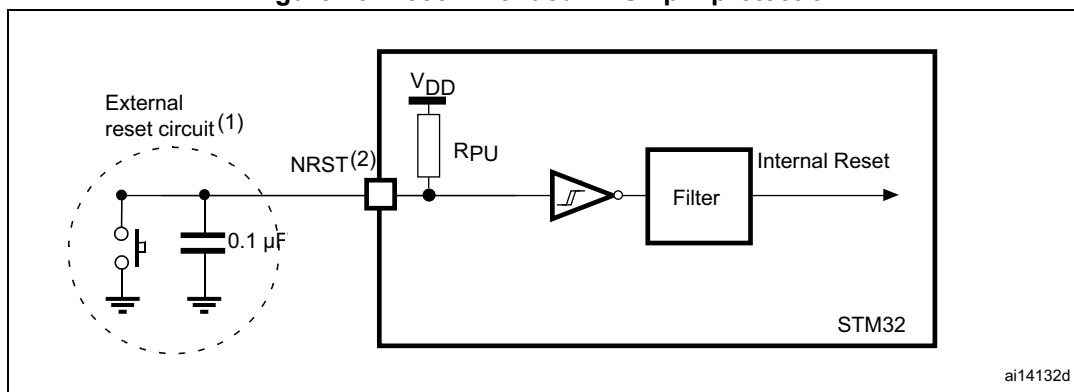 External
reset circuit(1)
VDD
NRST(2)
RPU
Internal Reset
Filter
0.1 µF
STM32
ai14132d